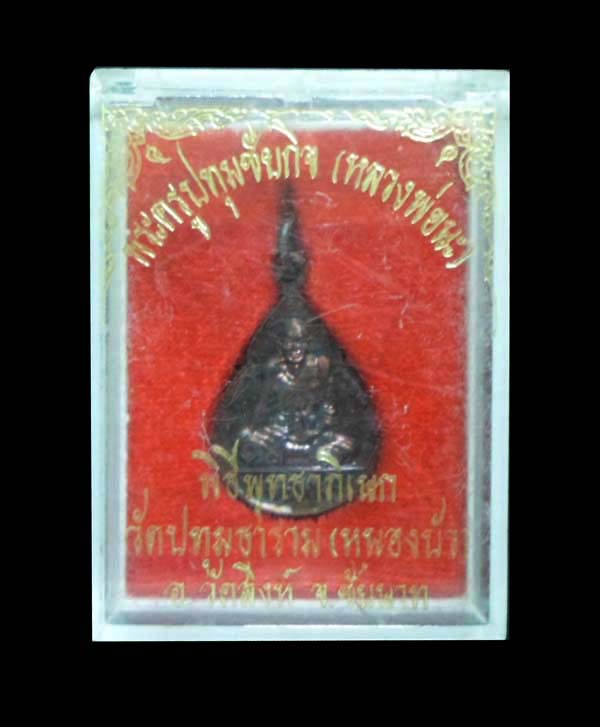 พระครูปทุมชัยกิจ (หลวงพ่อนะ)
พิธีพุทธาภิเษก
วัดปทุมธาราม (หนองบัว)
อ. วัดสิงห์ จ. ชัยนาท